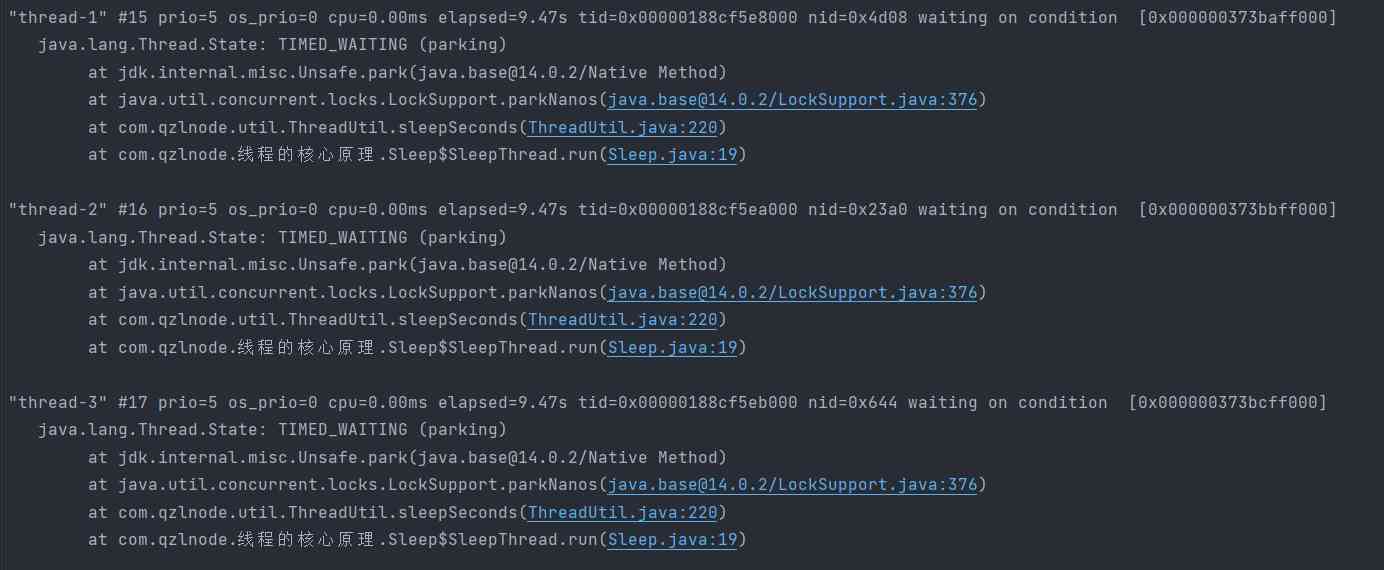 "thread-1" #15 prio=5 os_prio=0 cpu=0.00ms elapsed=9.47s tid=0x00000188cf5e8000 nid=0x4d08 waiting on condition  [0x000000373baff000]
   java.lang.Thread.State: TIMED_WAITING (parking)
        at jdk.internal.misc.Unsafe.park(java.base@14.0.2/Native Method)
        at java.util.concurrent.locks.LockSupport.parkNanos(java.base@14.0.2/LockSupport.java:376)
        at com.qzlnode.util.ThreadUtil.sleepSeconds(ThreadUtil.java:220)
        at com.qzlnode.线程的核心原理.Sleep$SleepThread.run(Sleep.java:19)
"thread-2" #16 prio=5 os_prio=0 cpu=0.00ms elapsed=9.47s tid=0x00000188cf5ea000 nid=0x23a0 waiting on condition  [0x000000373bbff000]
   java.lang.Thread.State: TIMED_WAITING (parking)
        at jdk.internal.misc.Unsafe.park(java.base@14.0.2/Native Method)
        at java.util.concurrent.locks.LockSupport.parkNanos(java.base@14.0.2/LockSupport.java:376)
        at com.qzlnode.util.ThreadUtil.sleepSeconds(ThreadUtil.java:220)
        at com.qzlnode.线程的核心原理.Sleep$SleepThread.run(Sleep.java:19)
"thread-3" #17 prio=5 os_prio=0 cpu=0.00ms elapsed=9.47s tid=0x00000188cf5eb000 nid=0x644 waiting on condition  [0x000000373bcff000]
   java.lang.Thread.State: TIMED_WAITING (parking)
        at jdk.internal.misc.Unsafe.park(java.base@14.0.2/Native Method)
        at java.util.concurrent.locks.LockSupport.parkNanos(java.base@14.0.2/LockSupport.java:376)
        at com.qzlnode.util.ThreadUtil.sleepSeconds(ThreadUtil.java:220)
        at com.qzlnode.线程的核心原理.Sleep$SleepThread.run(Sleep.java:19)